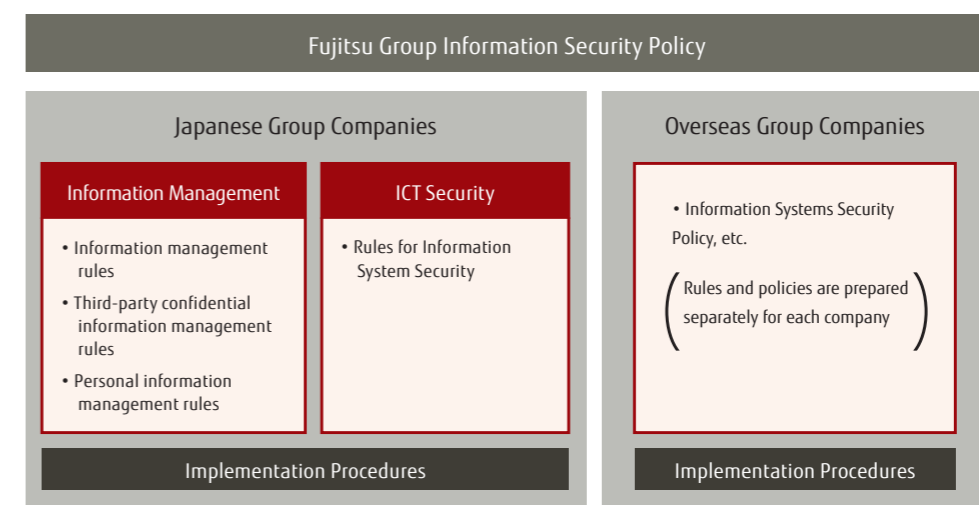 Fujitsu Group Information Security Policy
Japanese Group Companies
Information Management
• Information management
rules
• Third-party confidential
information management
rules
• Personal information
management rules
ICT Security
• Rules for Information
System Security
Implementation Procedures
Overseas Group Companies
• Information Systems Security
Policy, etc.
(Rules and policies are prepared
separately for each company)
Implementation Procedures